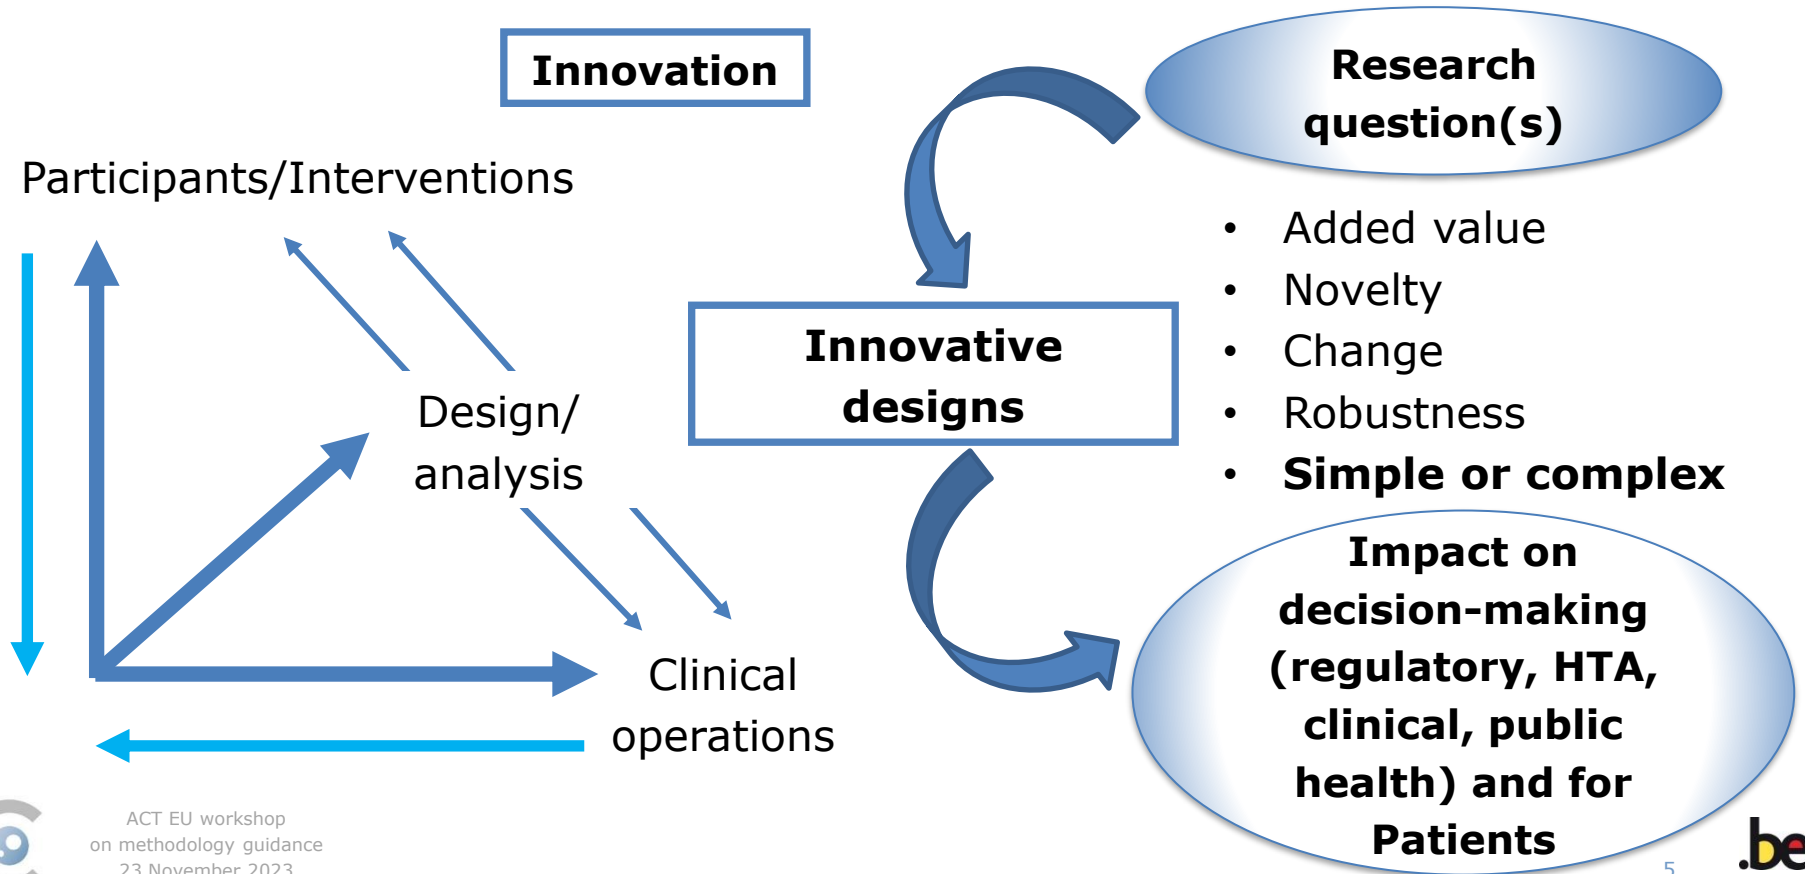 Innovation
Research
question(s)
Participants/Interventions
• Added value
• Novelty
• Change
• Robustness
• Simple or complex
Innovative
designs
Design/
analysis
Clinical
operations
Impact on
decision-making
(regulatory, HTA,
clinical, public
health) and for
Patients
ACT EU workshop
on methodology guidance
23 November 2023
5
.be